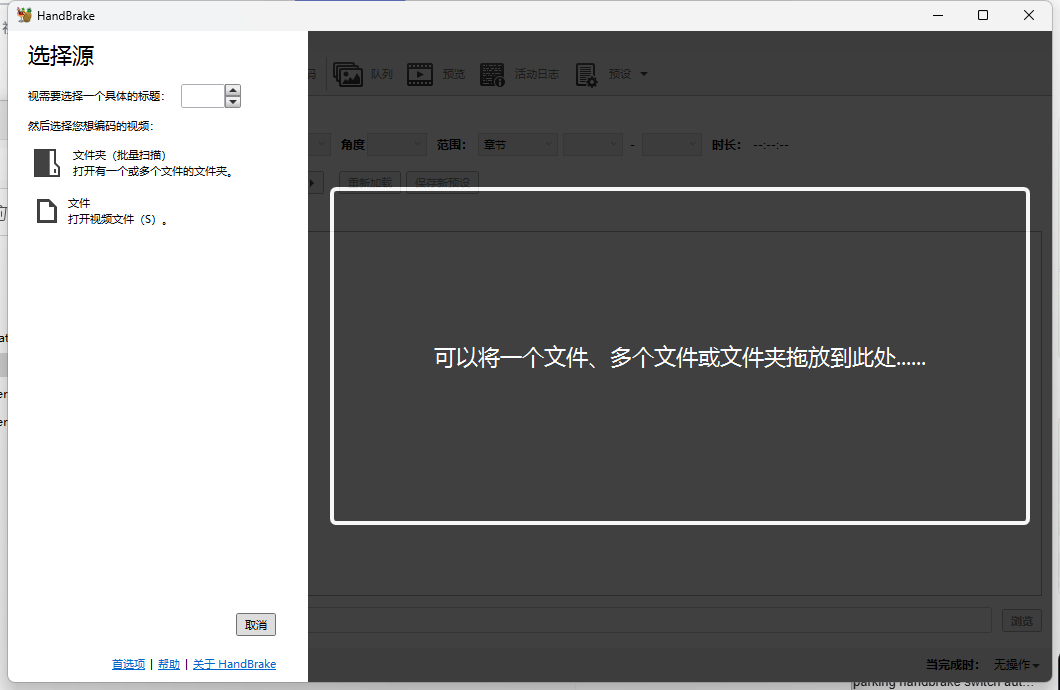 HandBrake
选择源
视需要选择一个具体的标题：
然后选择您想编码的视频：
文件夹（批量扫描）
打开有一个或多个文件的文件夹。
文件
打开视频文件（S）。
取消
首选项 | 帮助 | 关于 HandBrake
码 队列 预览 活动日志 预设
角度 范围： 章节 - 时长： --:--:--
重新加载 保存新预设
可以将一个文件、多个文件或文件夹拖放到此处......
浏览
当完成时： 无操作
parking handbrake switch aut...